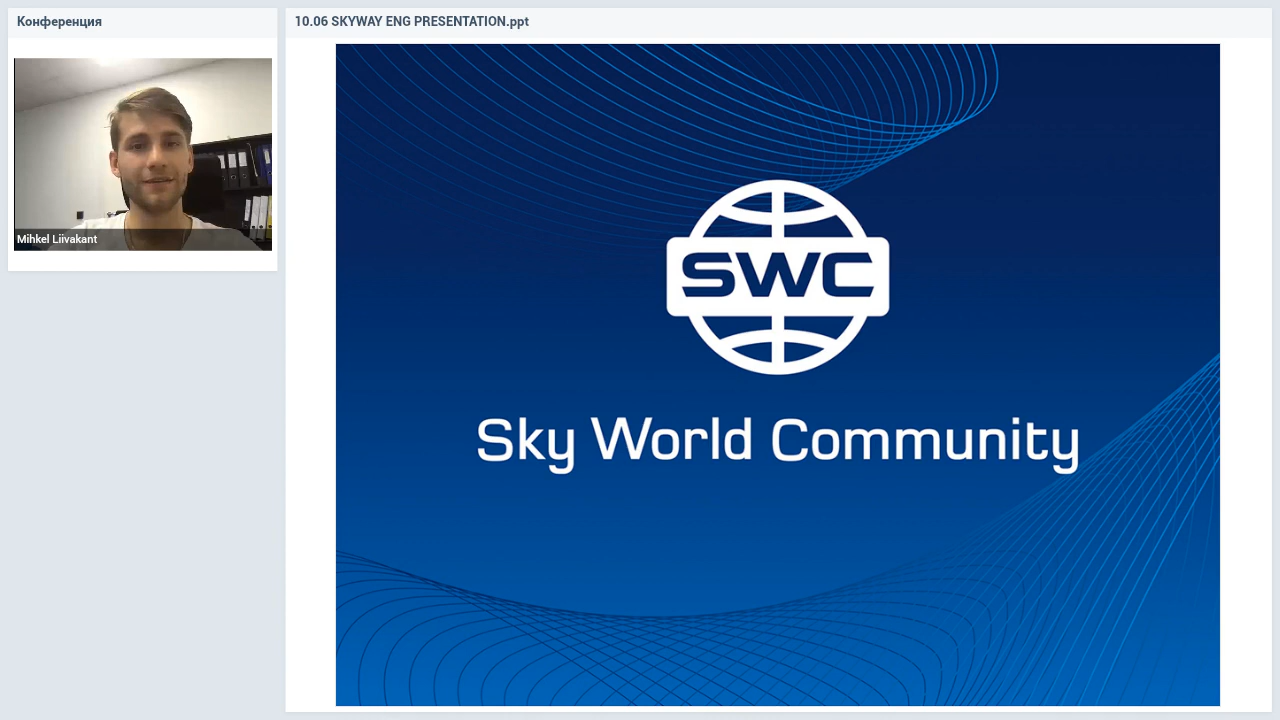 Конференция
Mihkel Liivakant
10.06 SKYWAY ENG PRESENTATION.ppt
SWC
Sky World Community